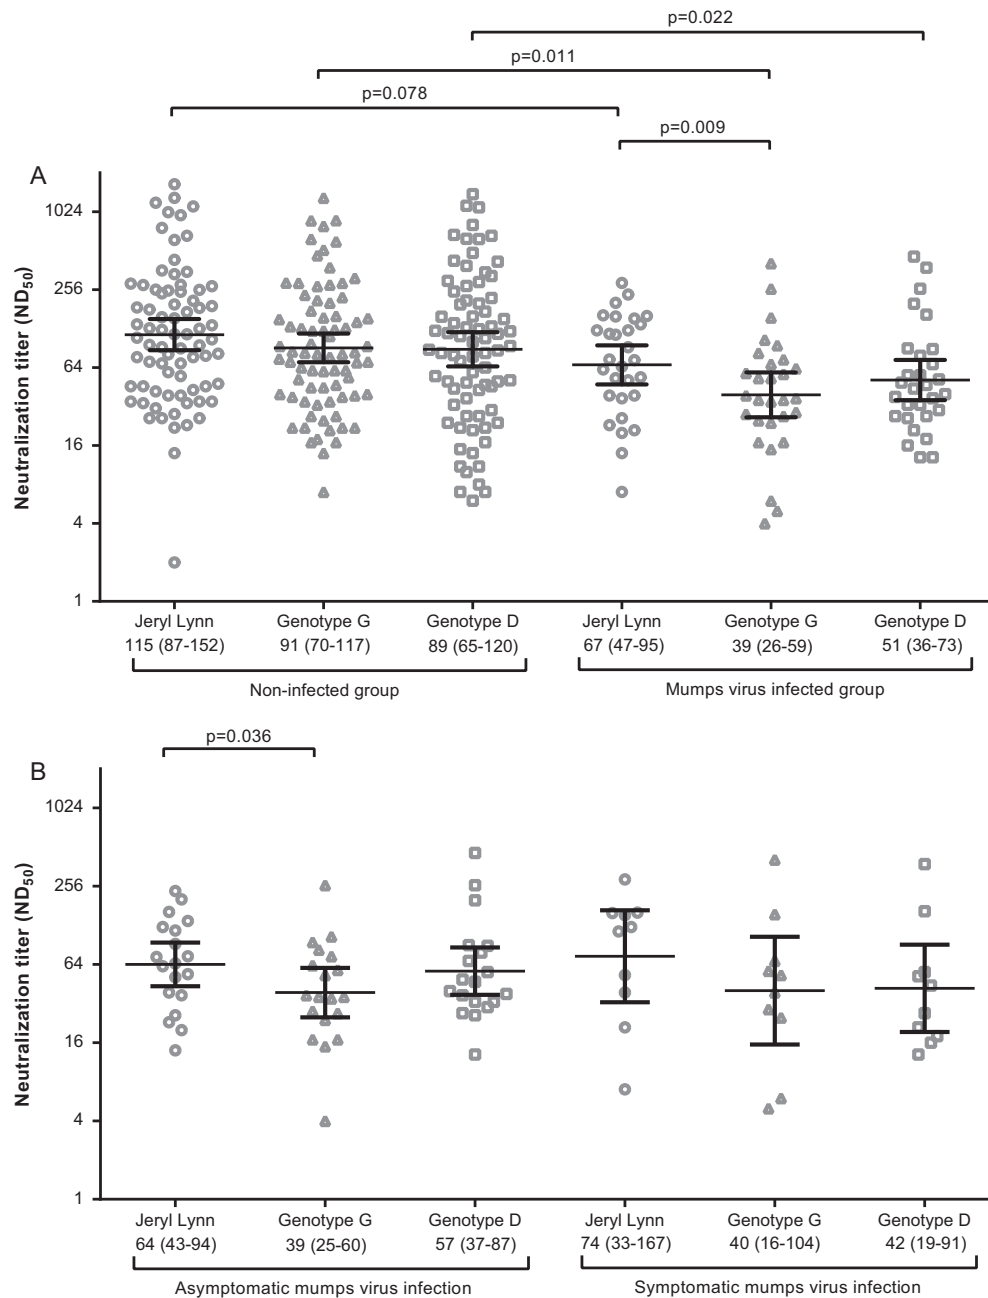 p=0.022
p=0.011
p=0.078
p=0.009
A
1024
256
64
16
4
1
Neutralization titer (ND50)
Jeryl Lynn Genotype G Genotype D Jeryl Lynn Genotype G Genotype D
115 (87-152) 91 (70-117) 89 (65-120) 67 (47-95) 39 (26-59) 51 (36-73)
Non-infected group Mumps virus infected group
p=0.036
B
1024
256
64
16
4
1
Neutralization titer (ND50)
Jeryl Lynn Genotype G Genotype D Jeryl Lynn Genotype G Genotype D
64 (43-94) 39 (25-60) 57 (37-87) 74 (33-167) 40 (16-104) 42 (19-91)
Asymptomatic mumps virus infection Symptomatic mumps virus infection